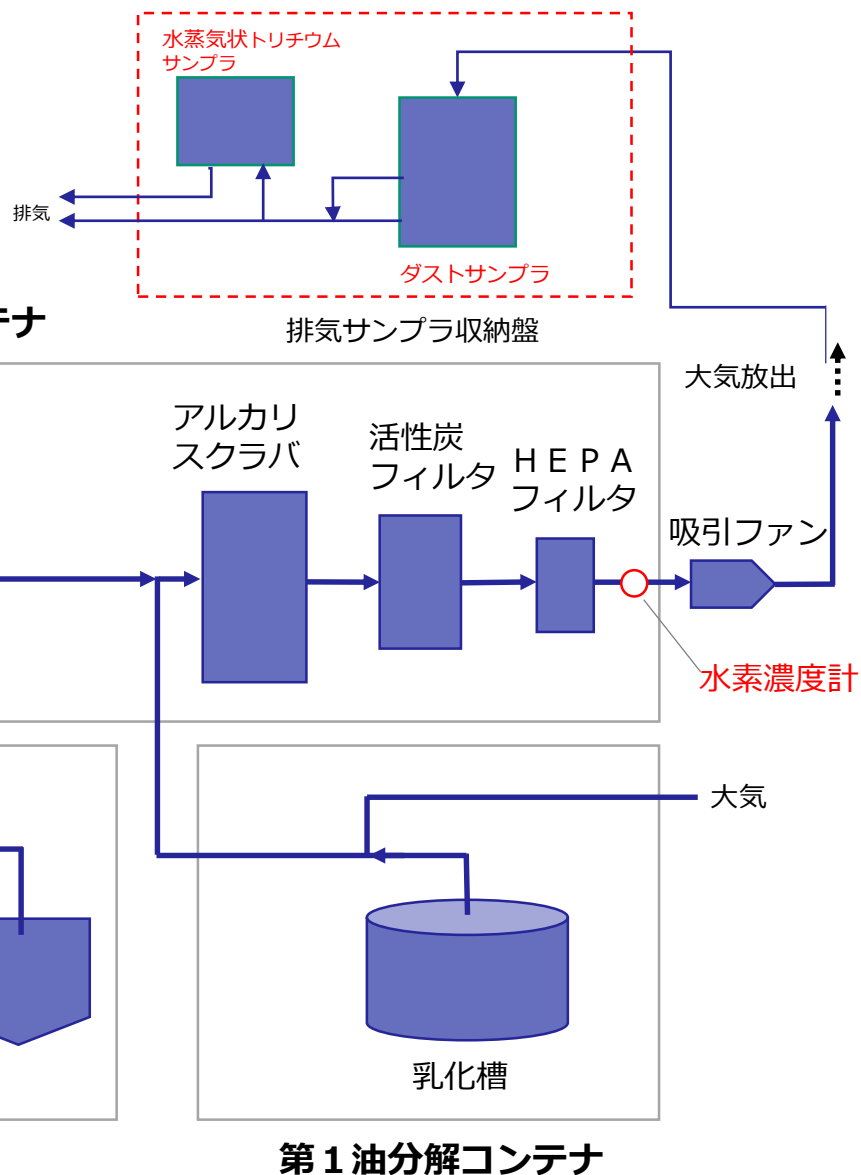 水蒸気状トリチウム
サンプラ
排気
ダストサンプラ
テナ
排気サンプラ収納盤
大気放出
アルカリ
スクラバ
活性炭
フィルタ
ＨＥＰＡ
フィルタ
吸引ファン
水素濃度計
大気
乳化槽
第１油分解コンテナ